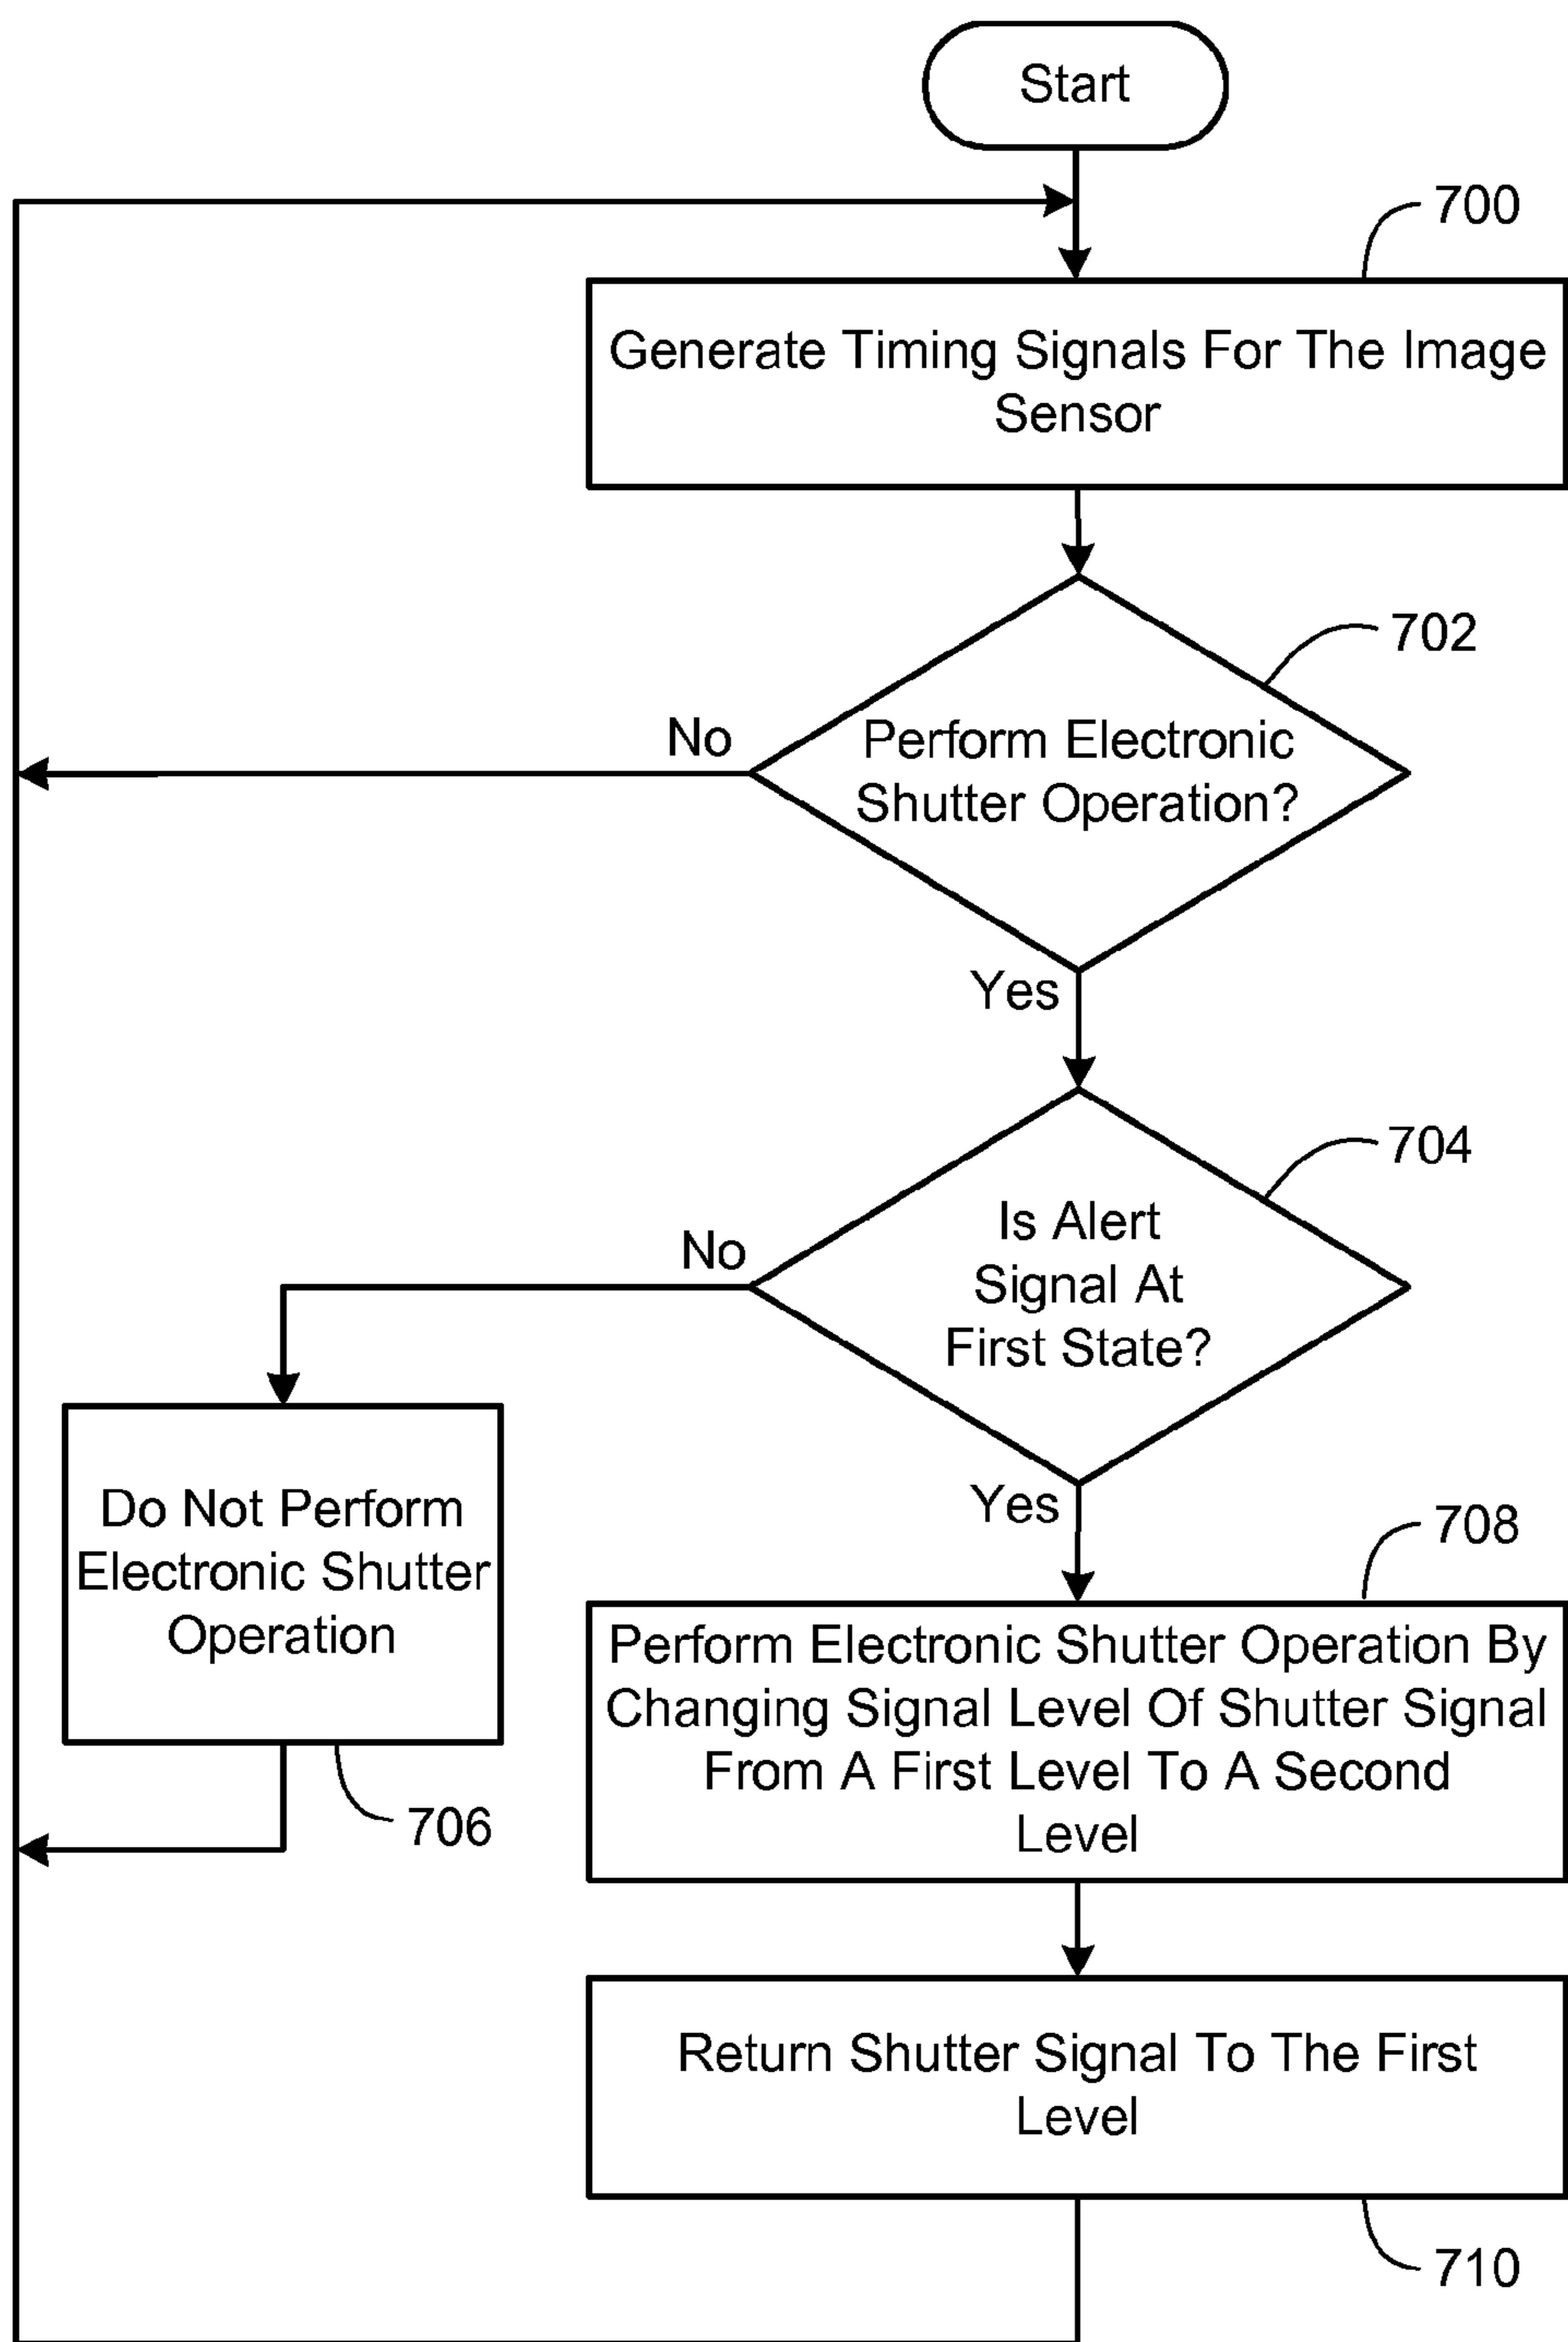 Start
700
Generate Timing Signals For The Image
Sensor
702
Perform Electronic
Shutter Operation?
No
Yes
704
Is Alert
Signal At
First State?
No
Yes
Do Not Perform
Electronic Shutter
Operation
706
708
Perform Electronic Shutter Operation By
Changing Signal Level Of Shutter Signal
From A First Level To A Second
Level
Return Shutter Signal To The First
Level
710